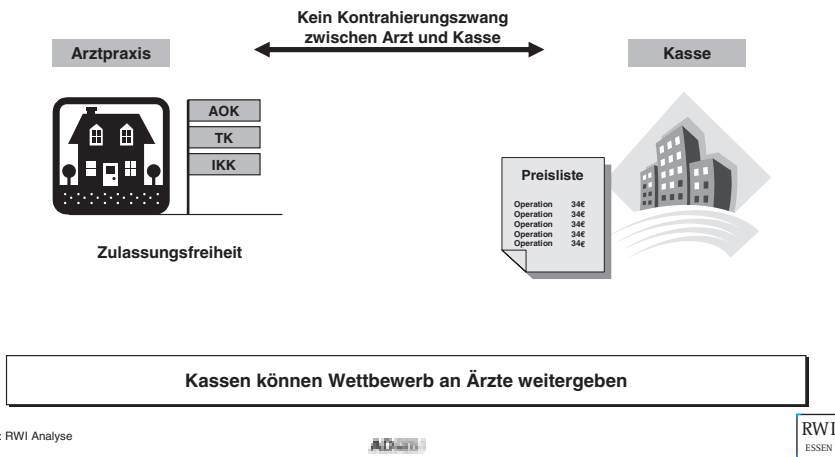 Kein Kontrahierungszwang
zwischen Arzt und Kasse
Arztpraxis
Kasse
AOK
TK
IKK
Preisliste
Operation 34€
Operation 34€
Operation 34€
Operation 34€
Operation 34€
Zulassungsfreiheit
Kassen können Wettbewerb an Ärzte weitergeben
: RWI Analyse
RWI
ESSEN